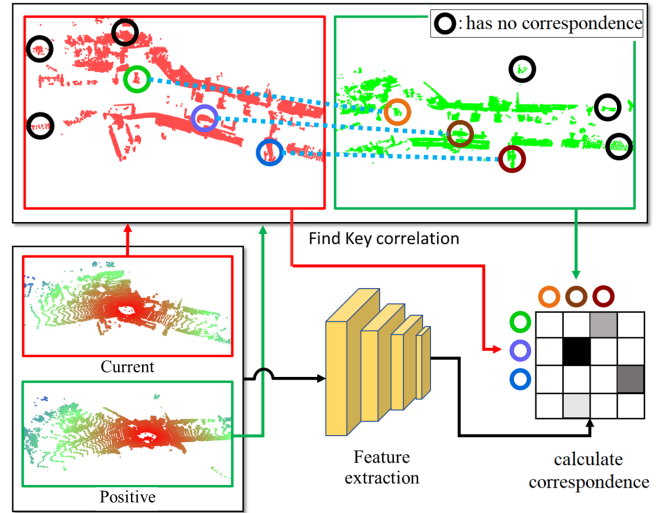 : has no correspondence
Find Key correlation
Current
Positive
Feature
extraction
calculate
correspondence